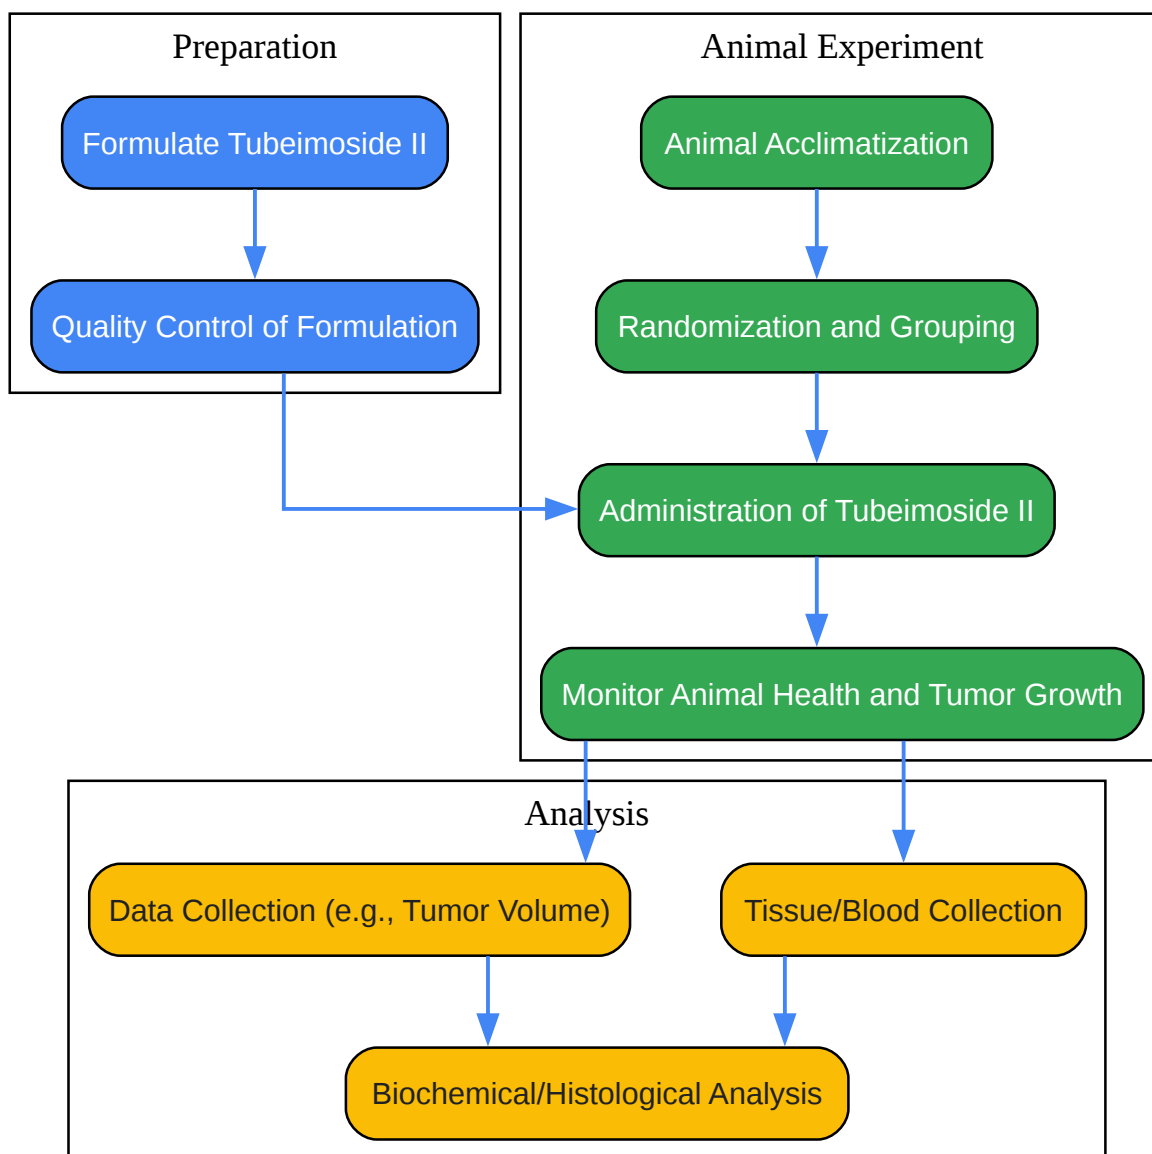 Preparation
Formulate Tubeimoside II
Quality Control of Formulation
Animal Experiment
Animal Acclimatization
Randomization and Grouping
Administration of Tubeimoside II
Monitor Animal Health and Tumor Growth
Analysis
Data Collection (e.g., Tumor Volume)
Tissue/Blood Collection
Biochemical/Histological Analysis